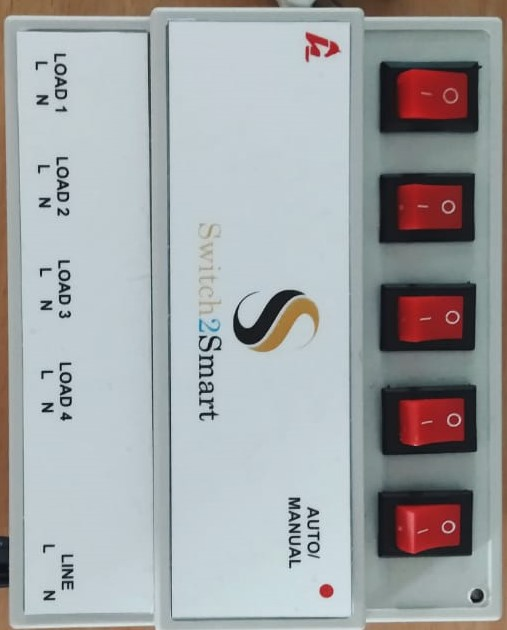 Switch2Smart
AUTO/
MANUAL
LOAD 1
L N
LOAD 2
L N
LOAD 3
L N
LOAD 4
L N
LINE
L N